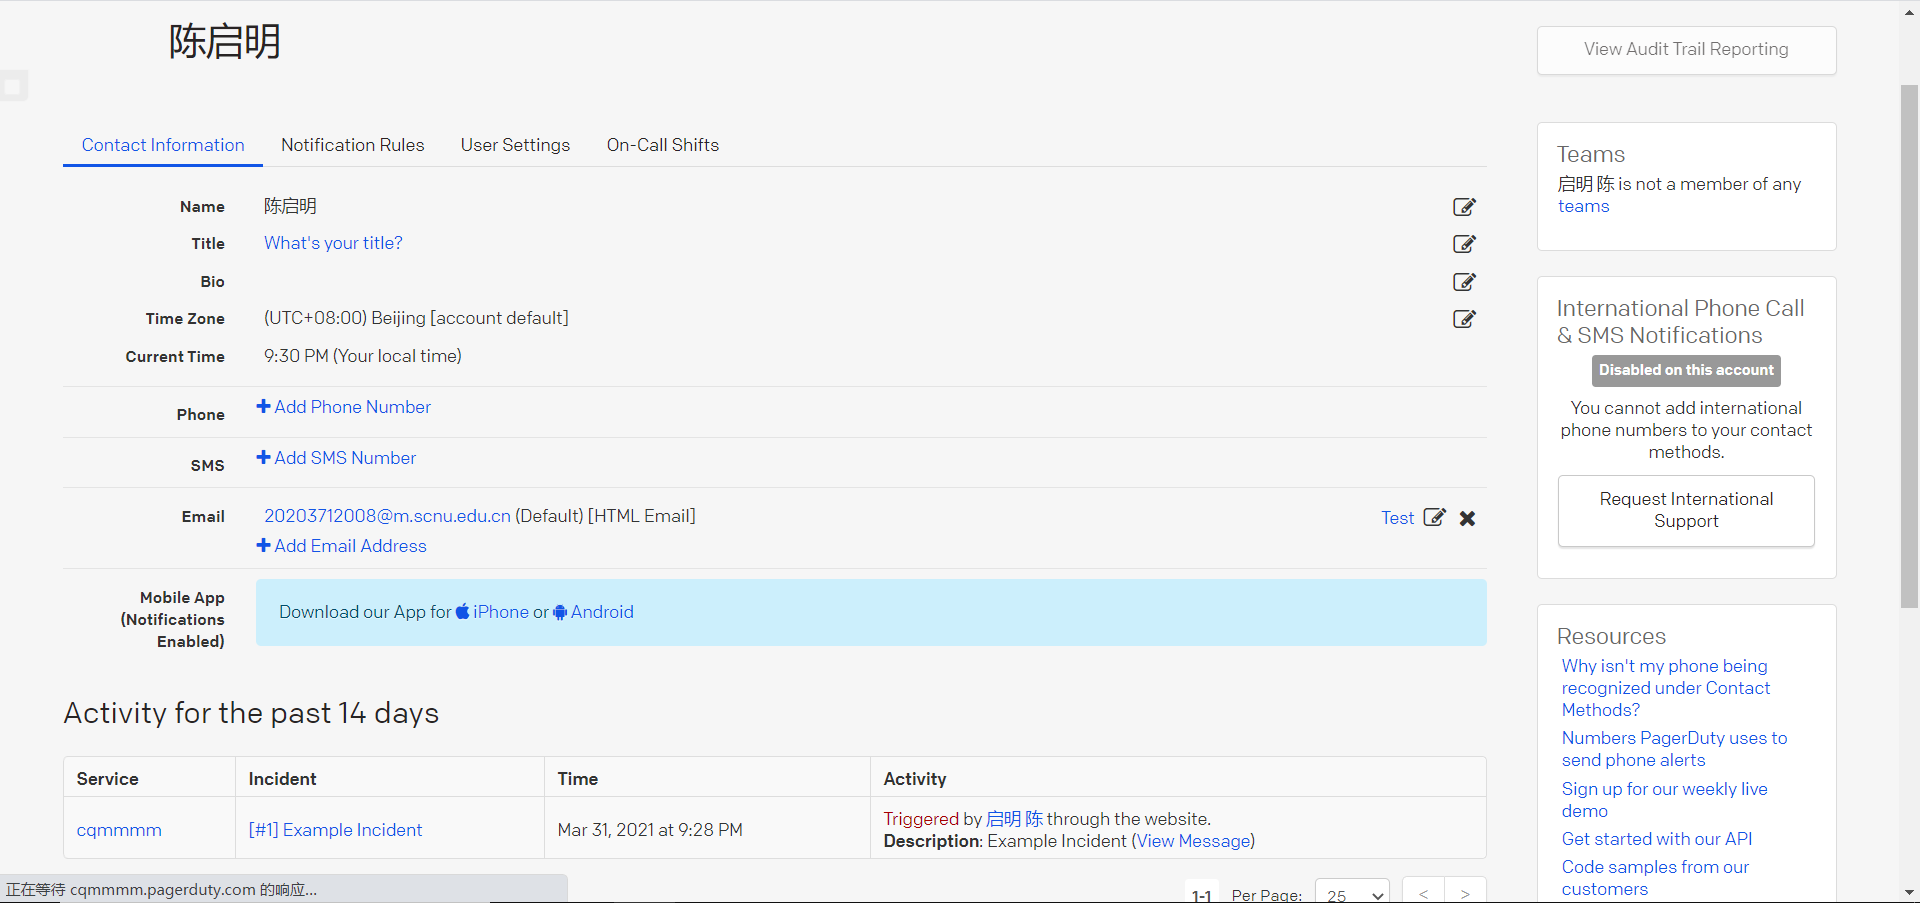 陈启明
View Audit Trail Reporting
Contact Information
Notification Rules
User Settings
On-Call Shifts
Name
陈启明
Title
What's your title?
Bio
Time Zone
(UTC+08:00) Beijing [account default]
Current Time
9:30 PM (Your local time)
Phone
Add Phone Number
SMS
Add SMS Number
Email
20203712008@m.scnu.edu.cn (Default) [HTML Email]
Test
Add Email Address
Mobile App
(Notifications
Enabled)
Download our App for iPhone or Android
Teams
启明 陈 is not a member of any
teams
International Phone Call
& SMS Notifications
Disabled on this account
You cannot add international
phone numbers to your contact
methods.
Request International
Support
Resources
Why isn't my phone being
recognized under Contact
Methods?
Numbers PagerDuty uses to
send phone alerts
Sign up for our weekly live
demo
Get started with our API
Code samples from our
customers
Activity for the past 14 days
Service
Incident
Time
Activity
cqmmmm
[#1] Example Incident
Mar 31, 2021 at 9:28 PM
Triggered by 启明 陈 through the website.
Description: Example Incident (View Message)
1-1
Per Page:
25
<
>
正在等待 cqmmmm.pagerduty.com 的响应...